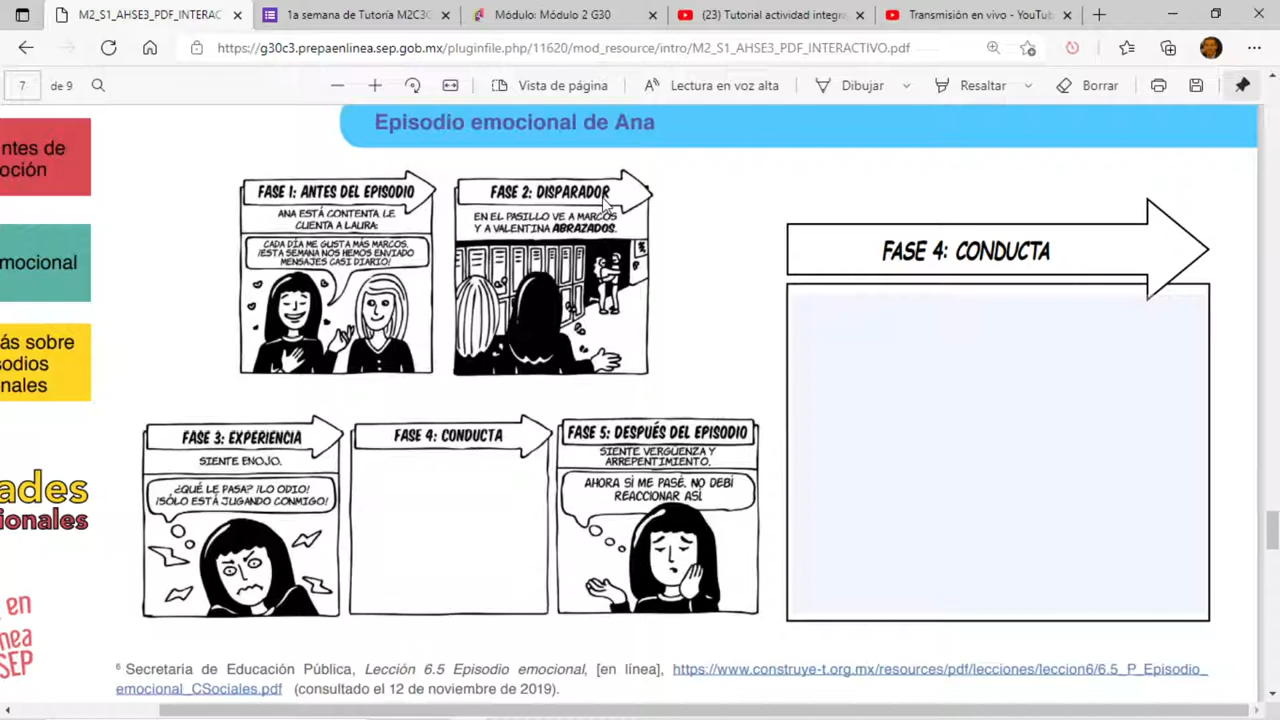 M2_S1_AHSE3_PDF_INTERAC
1a semana de Tutoría M2C3G
Módulo: Módulo 2 G30
(23) Tutorial actividad integra
Transmisión en vivo - YouTub
https://g30c3.prepaenlinea.sep.gob.mx/pluginfile.php/11620/mod_resource/intro/M2_S1_AHSE3_PDF_INTERACTIVO.pdf
7 de 9
Vista de página
Lectura en voz alta
Dibujar
Resaltar
Borrar
ntes de
oción
mocional
ás sobre
sodios
nales
ades
ionales
en
nea
SEP
Episodio emocional de Ana
FASE 1: ANTES DEL EPISODIO
ANA ESTÁ CONTENTA LE
CUENTA A LAURA:
CADA DÍA ME GUSTA MÁS MARCOS.
¡ESTA SEMANA NOS HEMOS ENVIADO
MENSAJES CASI DIARIO!
FASE 2: DISPARADOR
EN EL PASILLO VE A MARCOS
Y A VALENTINA ABRAZADOS.
FASE 3: EXPERIENCIA
SIENTE ENOJO.
¿QUÉ LE PASA? ¡LO ODIO!
¡SÓLO ESTÁ JUGANDO CONMIGO!
FASE 4: CONDUCTA
FASE 5: DESPUÉS DEL EPISODIO
SIENTE VERGÜENZA Y
ARREPENTIMIENTO.
AHORA SÍ ME PASÉ. NO DEBÍ
REACCIONAR ASÍ.
FASE 4: CONDUCTA
6 Secretaría de Educación Pública, Lección 6.5 Episodio emocional, [en línea], https://www.construye-t.org.mx/resources/pdf/lecciones/leccion6/6.5_P_Episodio_
emocional_CSociales.pdf (consultado el 12 de noviembre de 2019).